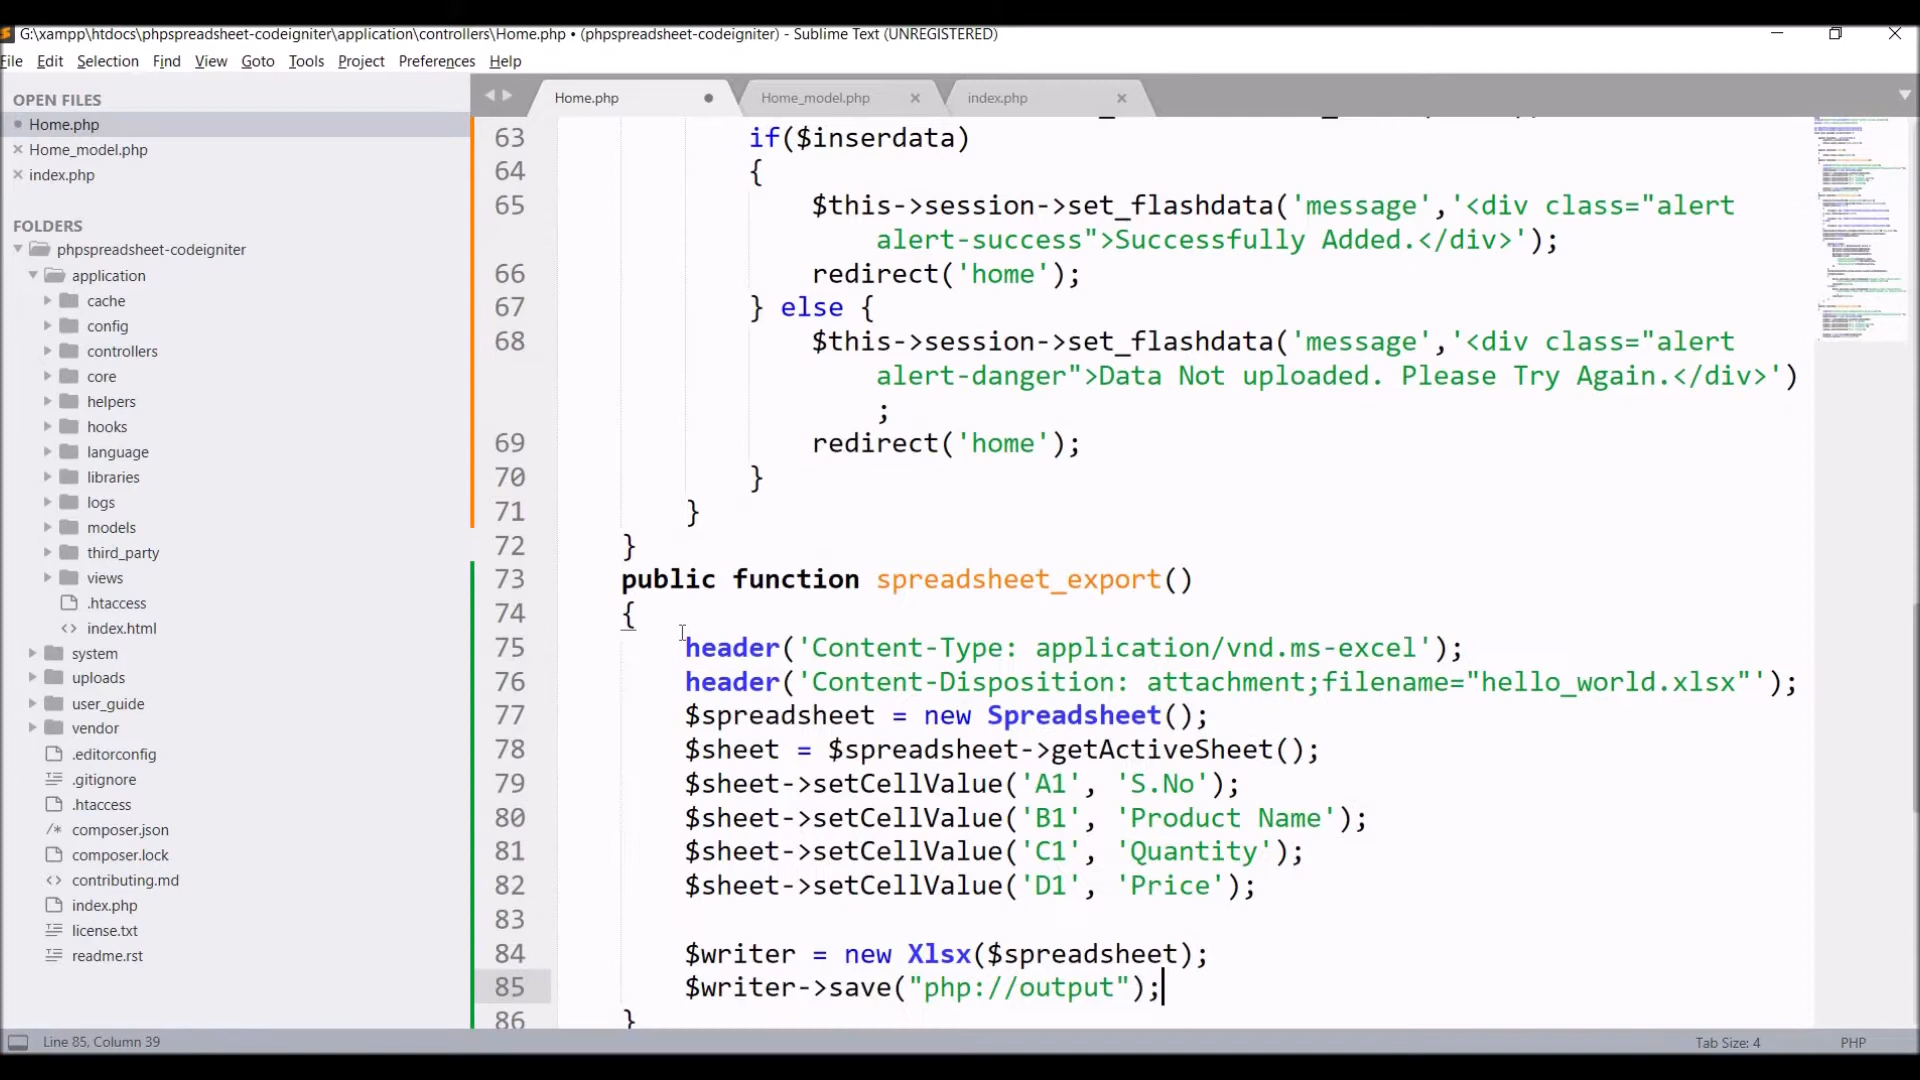 G:\xampp\htdocs\phpspreadsheet-codeigniter\application\controllers\Home.php • (phpspreadsheet-codeigniter) - Sublime Text (UNREGISTERED)
File Edit Selection Find View Goto Tools Project Preferences Help
OPEN FILES
Home.php
Home_model.php
index.php
FOLDERS
phpspreadsheet-codeigniter
application
cache
config
controllers
core
helpers
hooks
language
libraries
logs
models
third_party
views
.htaccess
index.html
system
uploads
user_guide
vendor
.editorconfig
.gitignore
.htaccess
composer.json
composer.lock
contributing.md
index.php
license.txt
readme.rst
Home.php Home_model.php index.php
63 if($inserdata)
64 {
65 $this->session->set_flashdata('message','<div class="alert
alert-success">Successfully Added.</div>');
66 redirect('home');
67 } else {
68 $this->session->set_flashdata('message','<div class="alert
alert-danger">Data Not uploaded. Please Try Again.</div>')
;
69 redirect('home');
70 }
71 }
72 }
73 public function spreadsheet_export()
74 {
75 header('Content-Type: application/vnd.ms-excel');
76 header('Content-Disposition: attachment;filename="hello_world.xlsx"');
77 $spreadsheet = new Spreadsheet();
78 $sheet = $spreadsheet->getActiveSheet();
79 $sheet->setCellValue('A1', 'S.No');
80 $sheet->setCellValue('B1', 'Product Name');
81 $sheet->setCellValue('C1', 'Quantity');
82 $sheet->setCellValue('D1', 'Price');
83
84 $writer = new Xlsx($spreadsheet);
85 $writer->save("php://output");
86 }
Line 85, Column 39
Tab Size: 4 PHP